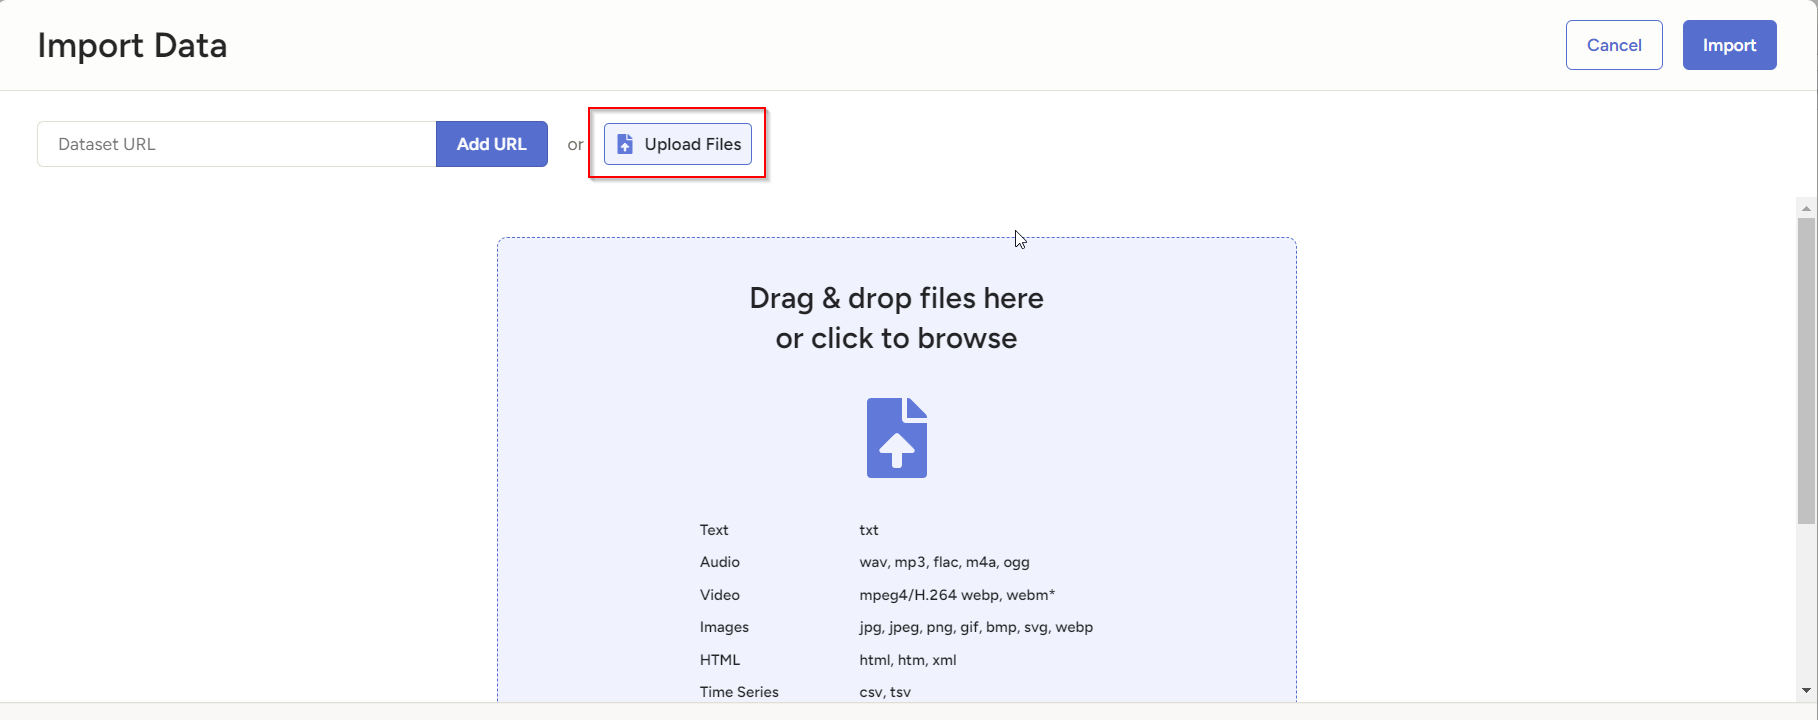 Import Data
Cancel
Import
Dataset URL
Add URL
or
Upload Files
Drag & drop files here
or click to browse
Text txt
Audio wav, mp3, flac, m4a, ogg
Video mpeg4/H.264 webp, webm*
Images jpg, jpeg, png, gif, bmp, svg, webp
HTML html, htm, xml
Time Series csv, tsv